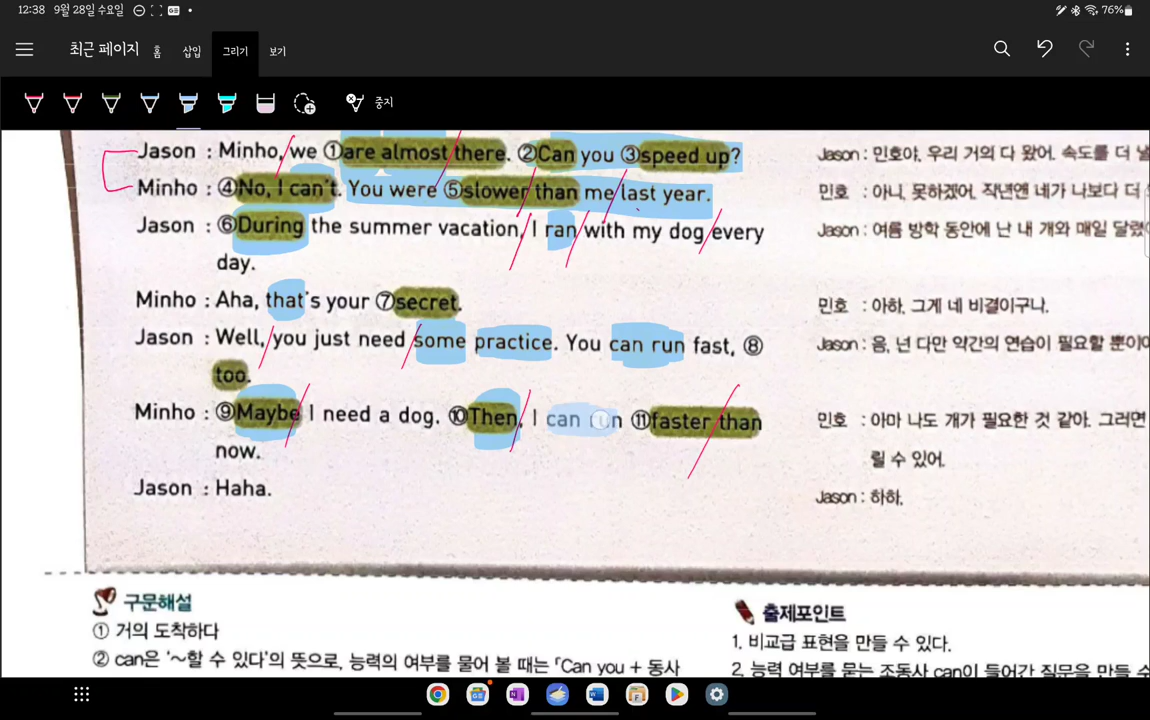 12:38 9월 28일 수요일
76%
최근 페이지 홈 삽입 그리기 보기
중지
Jason : Minho, we ①are almost there. ②Can you ③speed up?
Jason : 민호야, 우리 거의 다 왔어. 속도를 더
Minho : ④No, I can't. You were ⑤slower than me last year.
민호 : 아니, 못하겠어. 작년엔 네가 나보다 더
Jason : ⑥During the summer vacation, I ran with my dog every
Jason : 여름 방학 동안에 난 내 개와 매일
day.
Minho : Aha, that's your ⑦secret.
민호 : 아하, 그게 네 비결이구나.
Jason : Well, you just need some practice. You can run fast, ⑧
Jason : 음, 넌 다만 약간의 연습이 필요할 뿐이
too.
Minho : ⑨Maybe I need a dog. ⑩Then, I can run ⑪faster than
민호 : 아마 나도 개가 필요한 것 같아. 그러면
now.
릴 수 있어.
Jason : Haha.
Jason : 하하.
구문해설
① 거의 도착하다
② can은 '~할 수 있다'의 뜻으로, 능력의 여부를 물어 볼 때는 「Can you + 동사
출제포인트
1. 비교급 표현을 만들 수 있다.
2. 능력 여부를 묻는 조동사 can이 들어간 질문을 만들 수